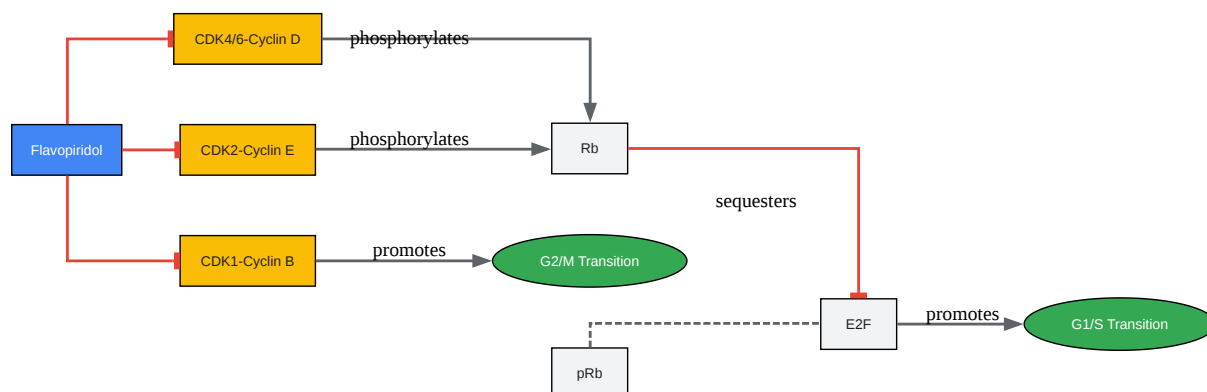 CDK4/6-Cyclin D
phosphorylates
Flavopiridol
CDK2-Cyclin E
phosphorylates
Rb
sequesters
CDK1-Cyclin B
promotes
G2/M Transition
E2F
promotes
G1/S Transition
pRb